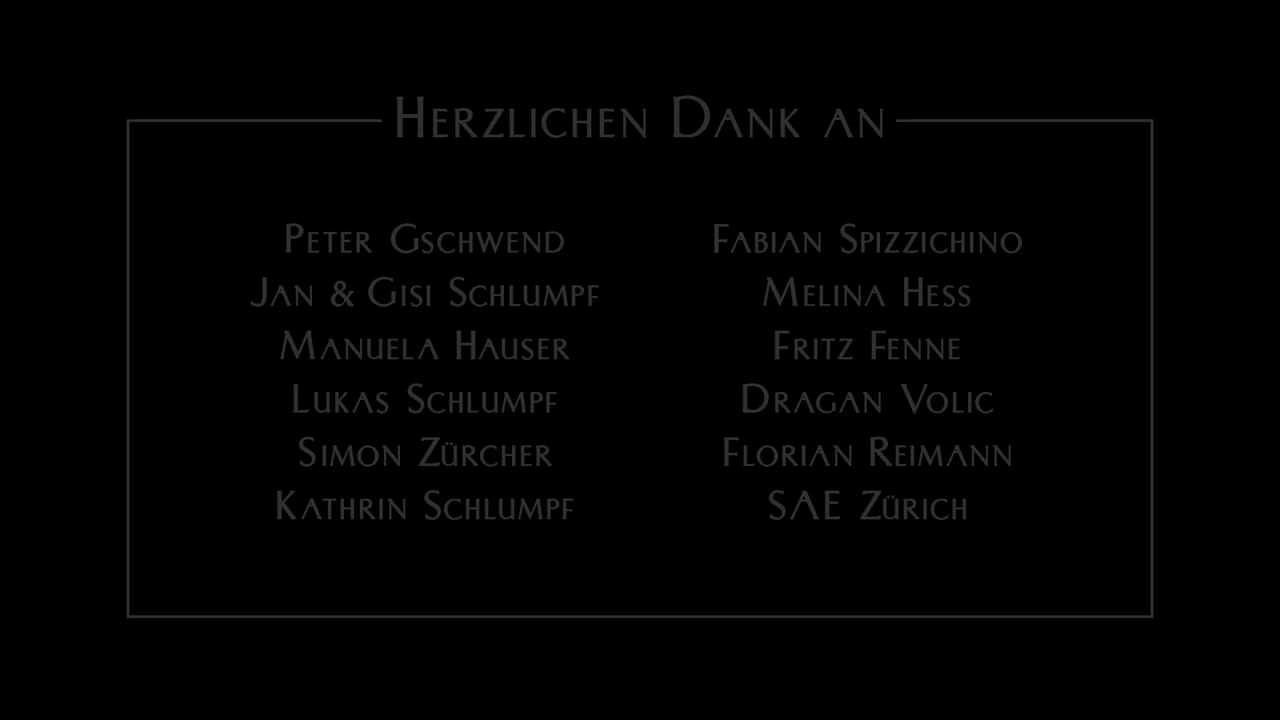 Herzlichen Dank an
Peter Gschwend
Jan & Gisi Schlumpf
Manuela Hauser
Lukas Schlumpf
Simon Zürcher
Kathrin Schlumpf
Fabian Spizzichino
Melina Hess
Fritz Fenne
Dragan Volic
Florian Reimann
SAE Zürich